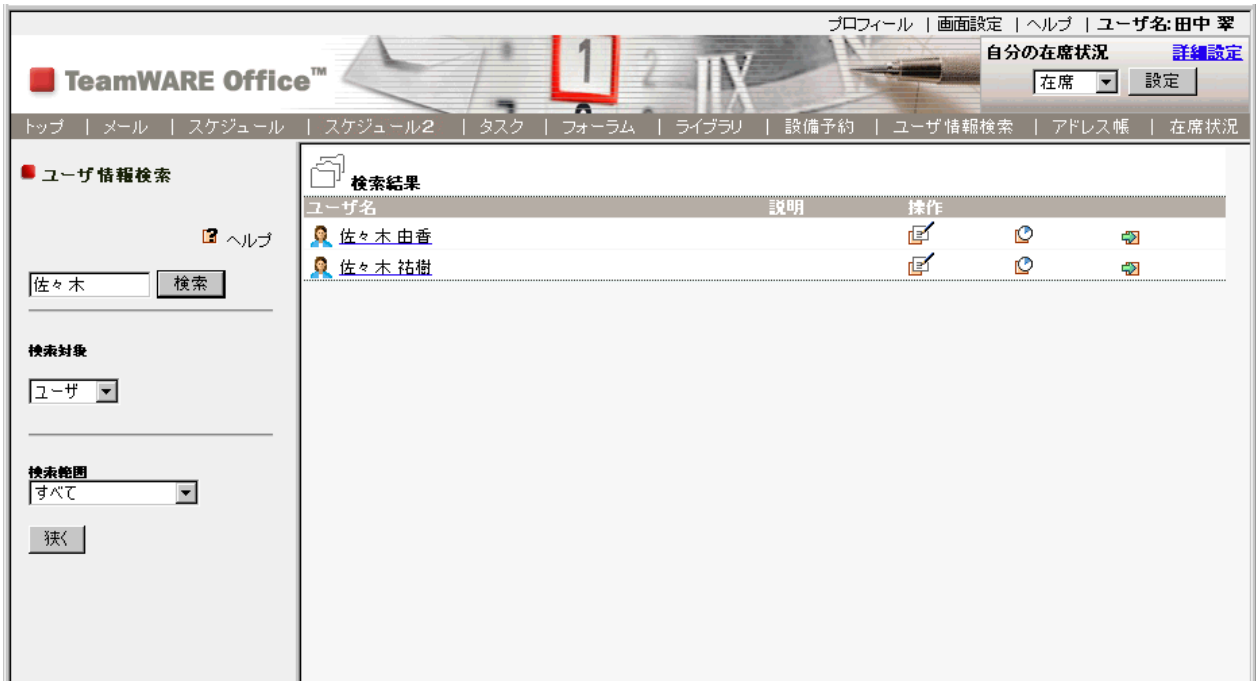 プロフィール | 画面設定 | ヘルプ | ユーザ名:田中 翠
自分の在席状況 詳細設定
TeamWARE Office™
在席 設定
トップ | メール | スケジュール | スケジュール2 | タスク | フォーラム | ライブラリ | 設備予約 | ユーザ情報検索 | アドレス帳 | 在席状況
ユーザ情報検索
ヘルプ
佐々木 検索
検索対象
ユーザ
検索範囲
すべて
狭く
検索結果
ユーザ名 説明 操作
佐々木 由香
佐々木 祐樹
1
2
IX